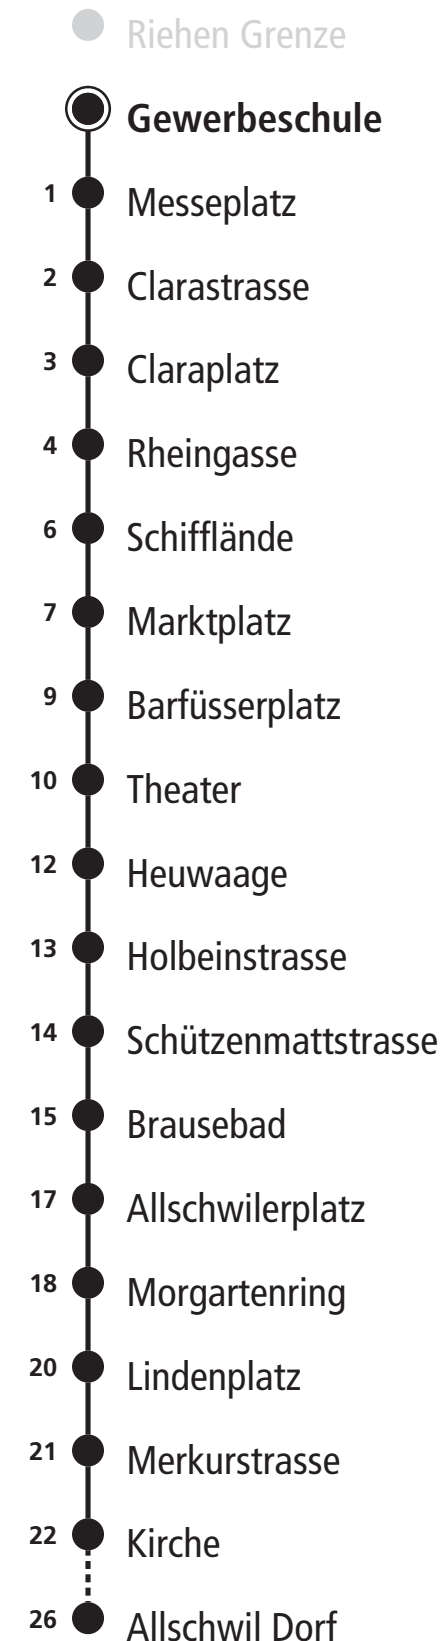 Riehen Grenze
Gewerbeschule
1 Messeplatz
2 Clarastrasse
3 Claraplatz
4 Rheingasse
6 Schifflände
7 Marktplatz
9 Barfüsserplatz
10 Theater
12 Heuwaage
13 Holbeinstrasse
14 Schützenmattstrasse
15 Brausebad
17 Allschwilerplatz
18 Morgartenring
20 Lindenplatz
21 Merkurstrasse
22 Kirche
26 Allschwil Dorf